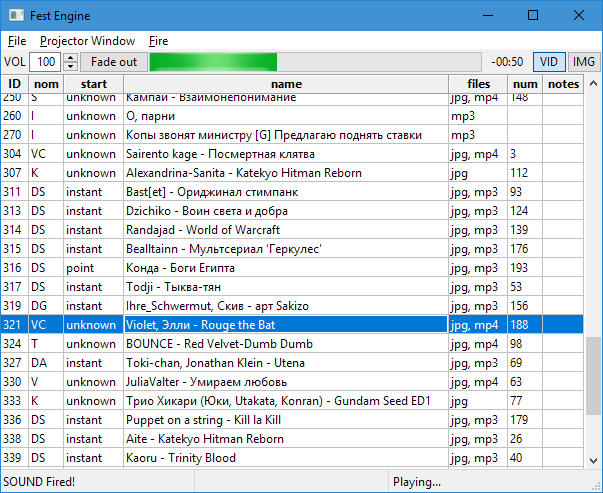 Fest Engine
File Projector Window Fire
VOL 100 Fade out -00:50 VID IMG
ID nom start name files num notes
250 S unknown Кампай - Взаимонепонимание jpg, mp4 148
260 I unknown О, парни mp3
270 I unknown Копы звонят министру [G] Предлагаю поднять ставки mp3
304 VC unknown Sairento kage - Посмертная клятва jpg, mp4 3
307 K unknown Alexandrina-Sanita - Katekyo Hitman Reborn jpg 112
311 DS instant Bast[et] - Ориджинал стимпанк jpg, mp3 93
313 DS instant Dzichiko - Воин света и добра jpg, mp3 124
314 DS instant Randajad - World of Warcraft jpg, mp3 139
315 DS instant Bealltainn - Мультсериал 'Геркулес' jpg, mp3 176
316 DS point Конда - Боги Египта jpg, mp3 193
317 DS instant Todji - Тыква-тян jpg, mp3 53
319 DG instant Ihre_Schwermut, Скив - арт Sakizo jpg, mp3 156
321 VC unknown Violet, Элли - Rouge the Bat jpg, mp4 188
324 T unknown BOUNCE - Red Velvet-Dumb Dumb jpg, mp4 98
327 DA instant Toki-chan, Jonathan Klein - Utena jpg, mp3 69
330 V unknown JuliaValter - Умираем любовь jpg, mp4 63
333 K unknown Трио Хикари (Юки, Utakata, Konran) - Gundam Seed ED1 jpg 77
336 DS instant Puppet on a string - Kill la Kill jpg, mp3 179
338 DS instant Aite - Katekyo Hitman Reborn jpg, mp3 26
339 DS instant Kaoru - Trinity Blood jpg, mp3 40
SOUND Fired! Playing...